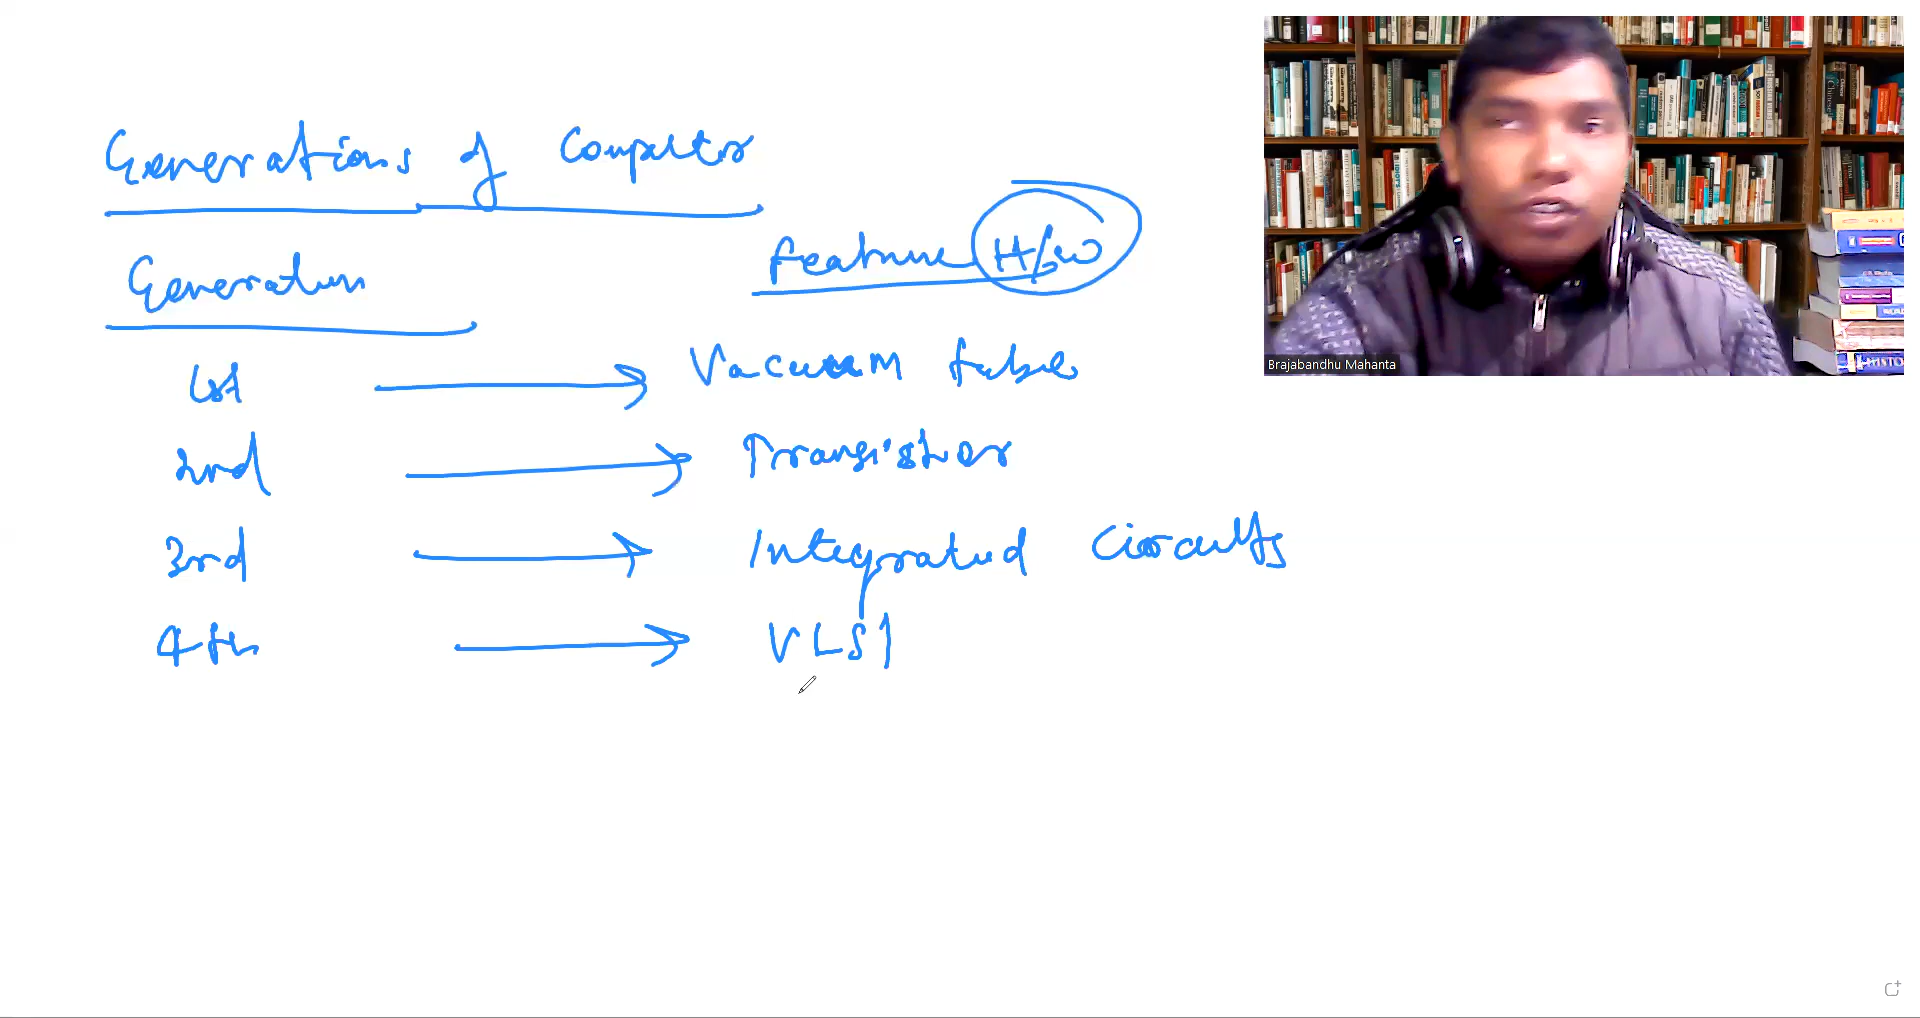 Generations of Computer
Generation Feature H/w
1st → Vacuum tube
2nd → Transistor
3rd → Integrated Circuits
4th → VLSI
Brajabandhu Mahanta